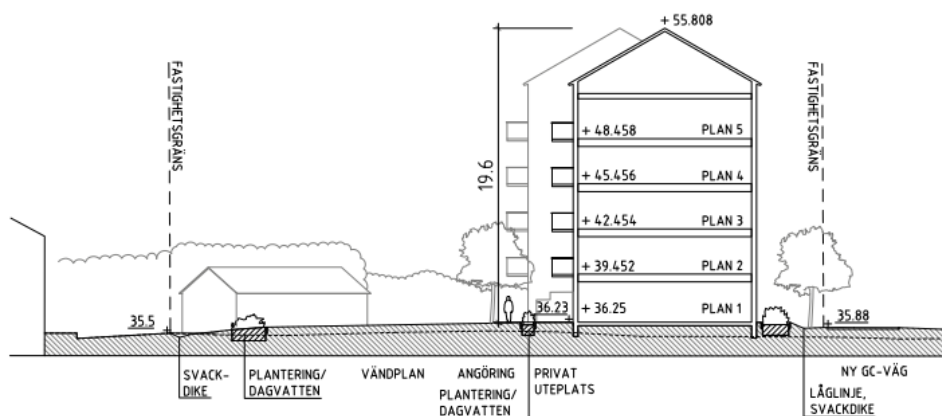 + 55.808
FASTIGHETSGRÄNS
FASTIGHETSGRÄNS
19.6
+ 48.458 PLAN 5
+ 45.456 PLAN 4
+ 42.454 PLAN 3
+ 39.452 PLAN 2
+ 36.25 PLAN 1
36.23
35.5
35.88
SVACK-
DIKE
PLANTERING/
DAGVATTEN
VÄNDPLAN
ANGÖRING
PLANTERING/
DAGVATTEN
PRIVAT
UTEPLATS
NY GC-VÄG
LÅGLINJE,
SVACKDIKE